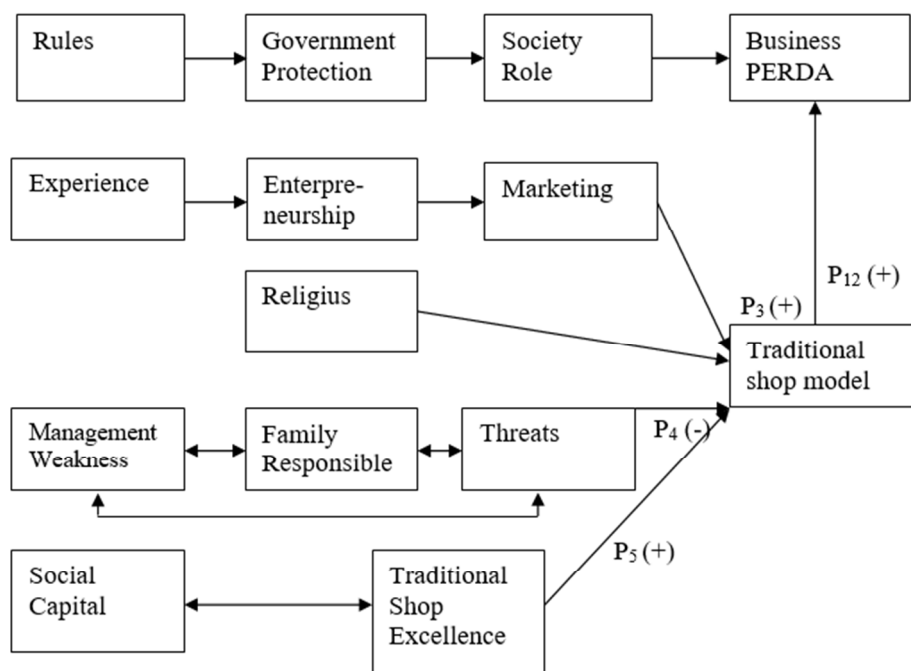 Rules
Government
Protection
Society
Role
Business
PERDA
Experience
Enterpre-
neurship
Marketing
Religius
P₁₂ (+)
P₃ (+)
Traditional
shop model
Management
Weakness
Family
Responsible
Threats
P₄ (-)
P₅ (+)
Social
Capital
Traditional
Shop
Excellence